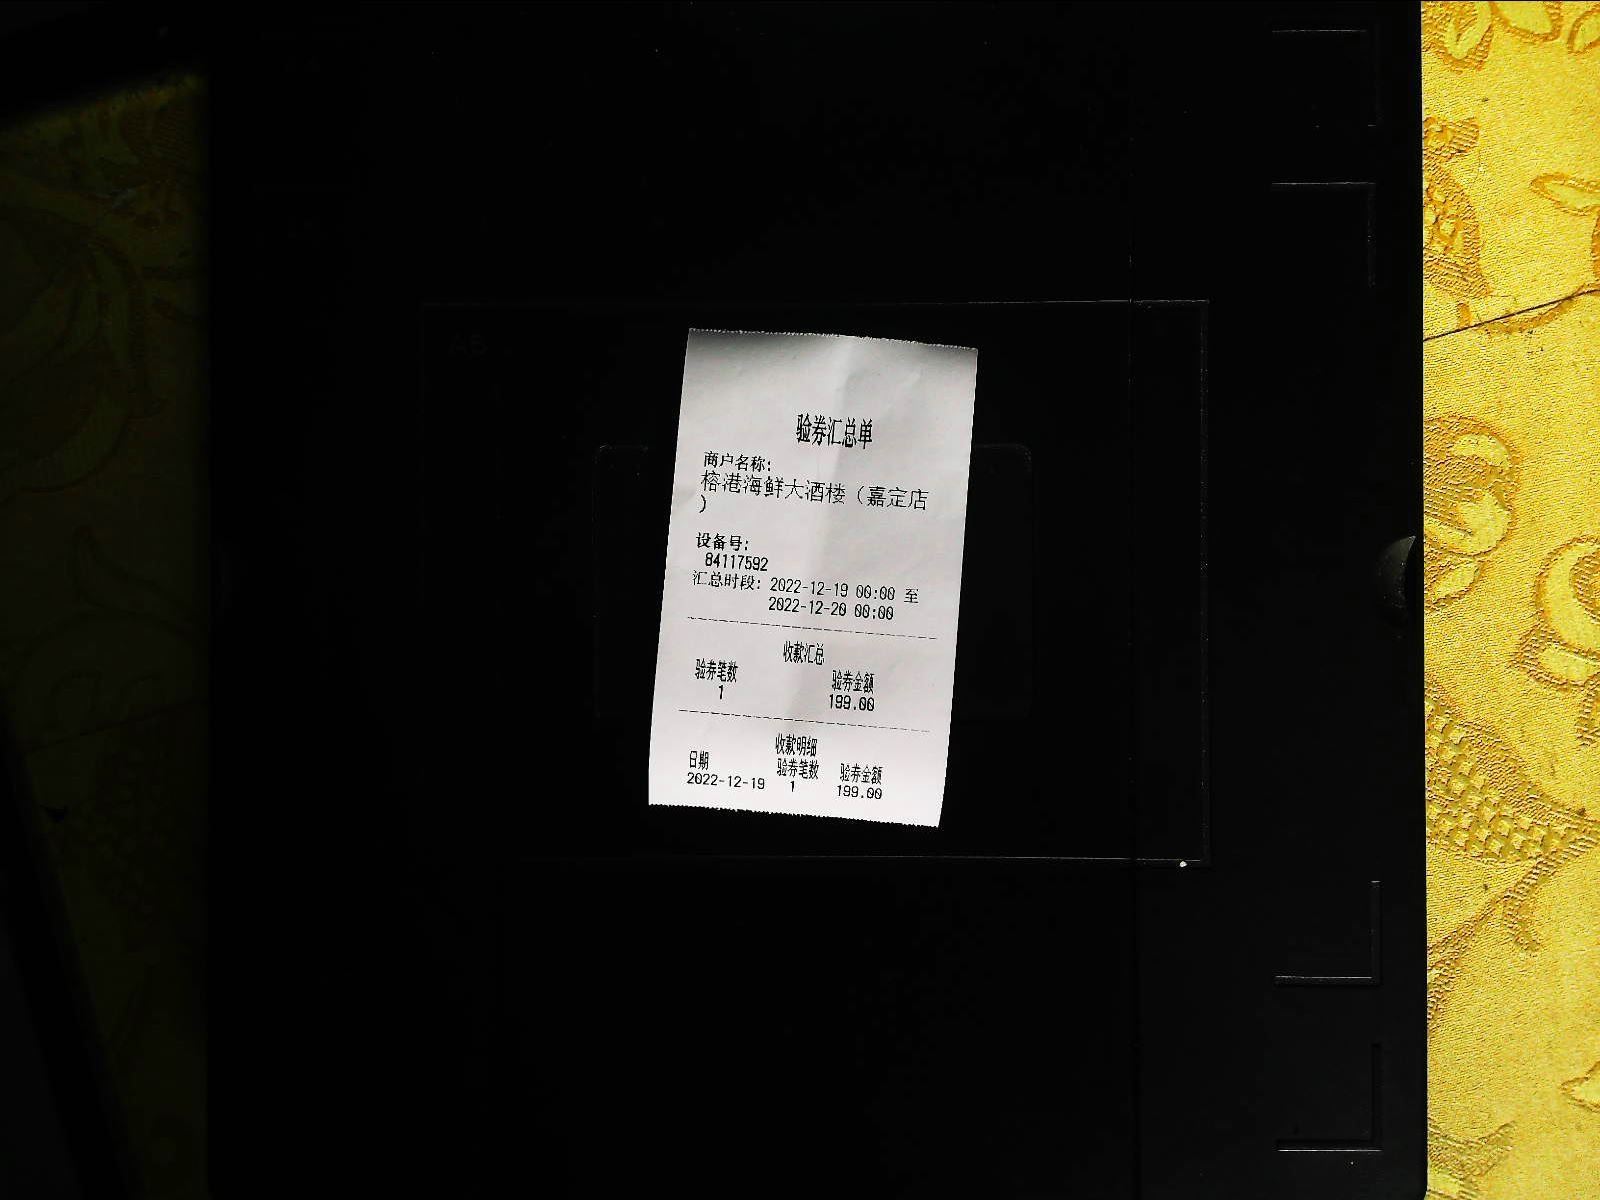 A6
验券汇总单
商户名称:
榕港海鲜大酒楼（嘉定店
）
设备号:
84117592
汇总时段: 2022-12-19 00:00 至
2022-12-20 00:00
收款汇总
验券笔数 验券金额
1 199.00
收款明细
日期 验券笔数 验券金额
2022-12-19 1 199.00